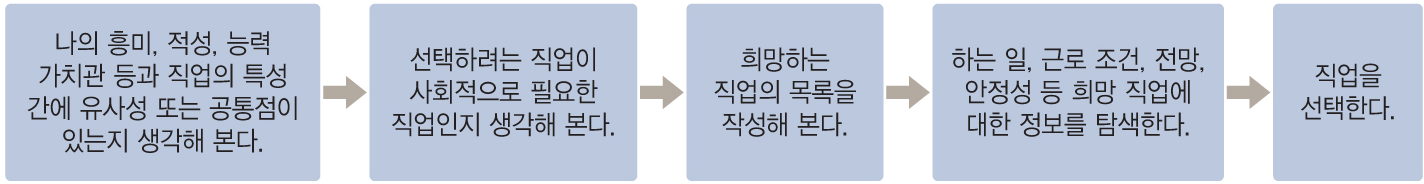 나의 흥미, 적성, 능력
가치관 등과 직업의 특성
간에 유사성 또는 공통점이
있는지 생각해 본다.
선택하려는 직업이
사회적으로 필요한
직업인지 생각해 본다.
희망하는
직업의 목록을
작성해 본다.
하는 일, 근로 조건, 전망,
안정성 등 희망 직업에
대한 정보를 탐색한다.
직업을
선택한다.